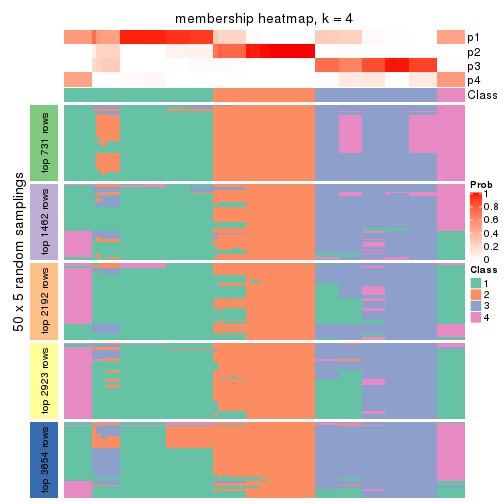 membership heatmap, k = 4
p1
p2
p3
p4
Class
50 x 5 random samplings
top 731 rows
top 1462 rows
top 2192 rows
top 2923 rows
top 3654 rows
Prob
1
0.8
0.6
0.4
0.2
0
Class
1
2
3
4